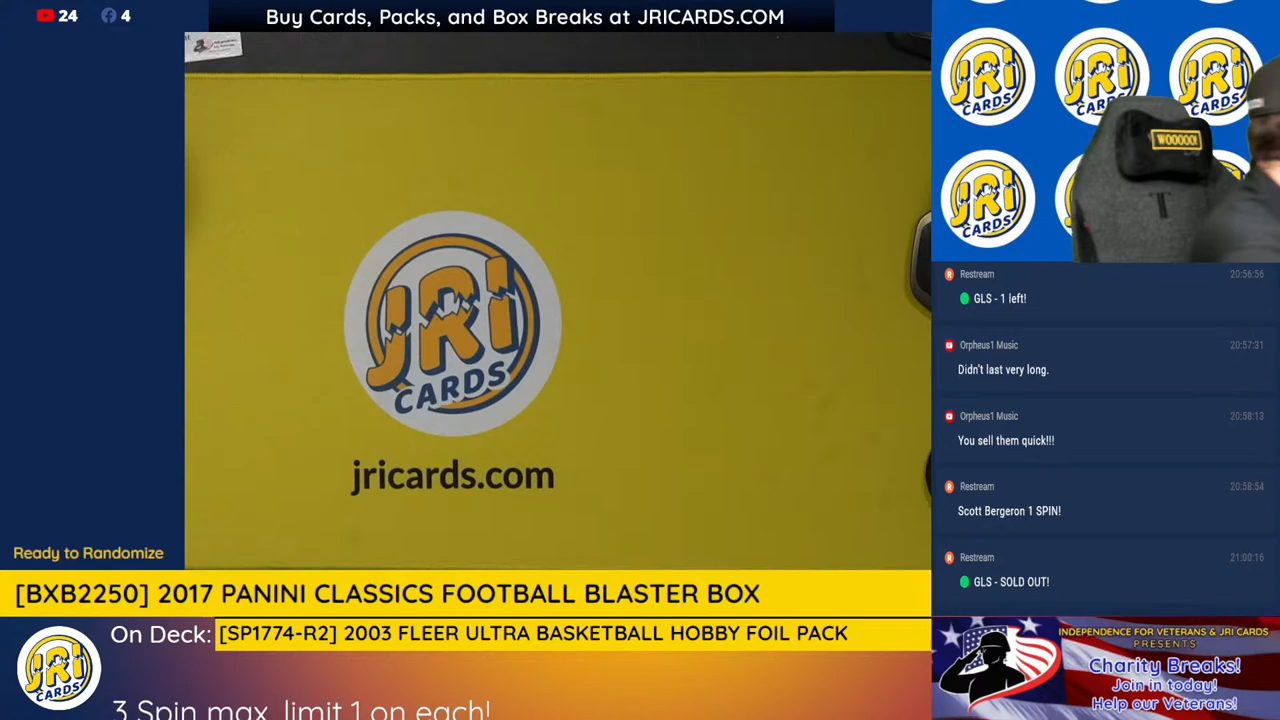 24
4
Buy Cards, Packs, and Box Breaks at JRICARDS.COM
JRI
CARDS
jricards.com
JRI
CARDS
JRI
CARDS
JRI
CARDS
JRI
CARDS
WOOOOO!
Restream
20:56:56
GLS - 1 left!
Orpheus1 Music
20:57:31
Didn't last very long.
Orpheus1 Music
20:58:13
You sell them quick!!!
Restream
20:58:54
Scott Bergeron 1 SPIN!
Restream
21:00:16
GLS - SOLD OUT!
Ready to Randomize
[BXB2250] 2017 PANINI CLASSICS FOOTBALL BLASTER BOX
On Deck: [SP1774-R2] 2003 FLEER ULTRA BASKETBALL HOBBY FOIL PACK
JRI
CARDS
3 Spin max, limit 1 on each!
INDEPENDENCE FOR VETERANS & JRI CARDS
PRESENTS
Charity Breaks!
Join in today!
Help our Veterans!